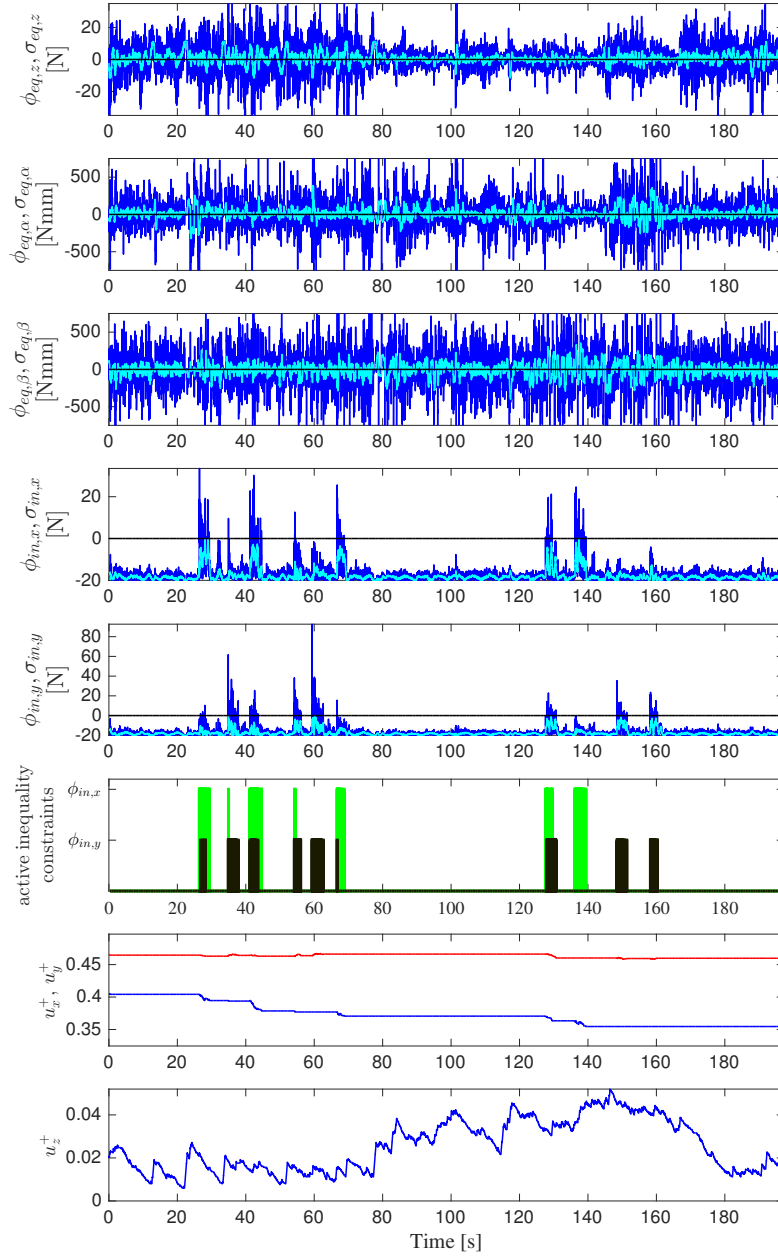 ϕeq,z, σeq,z
[N]
20
0
-20
0 20 40 60 80 100 120 140 160 180
ϕeq,α, σeq,α
[Nmm]
500
0
-500
0 20 40 60 80 100 120 140 160 180
ϕeq,β, σeq,β
[Nmm]
500
0
-500
0 20 40 60 80 100 120 140 160 180
ϕin,x, σin,x
[N]
20
0
-20
0 20 40 60 80 100 120 140 160 180
ϕin,y, σin,y
[N]
80
60
40
20
0
-20
0 20 40 60 80 100 120 140 160 180
active inequality
constraints
ϕin,x
ϕin,y
0 20 40 60 80 100 120 140 160 180
u+x, u+y
0.45
0.4
0.35
0 20 40 60 80 100 120 140 160 180
u+z
0.04
0.02
0
0 20 40 60 80 100 120 140 160 180
Time [s]